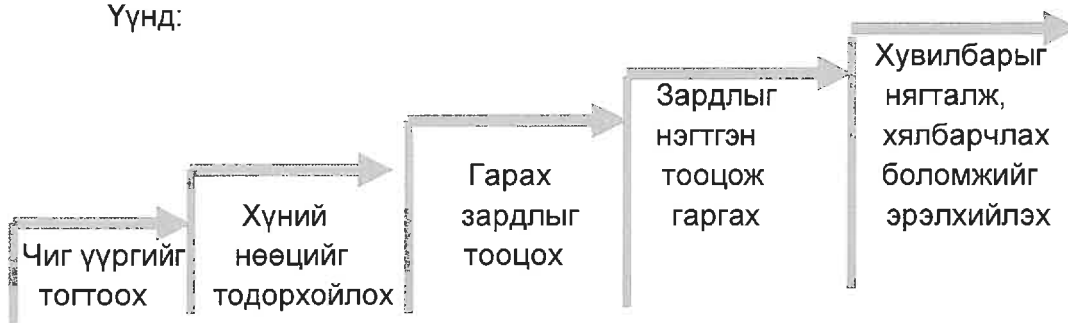 Үүнд:
Чиг үүргийг
тогтоох
Хүний
нөөцийг
тодорхойлох
Гарах
зардлыг
тооцох
Зардлыг
нэгтгэн
тооцож
гаргах
Хувилбарыг
нягталж,
хялбарчлах
боломжийг
эрэлхийлэх